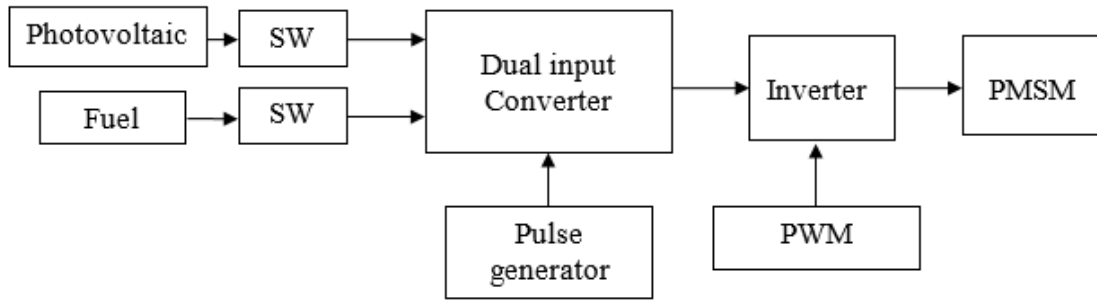 Photovoltaic
SW
Fuel
SW
Dual input
Converter
Inverter
PMSM
Pulse
generator
PWM